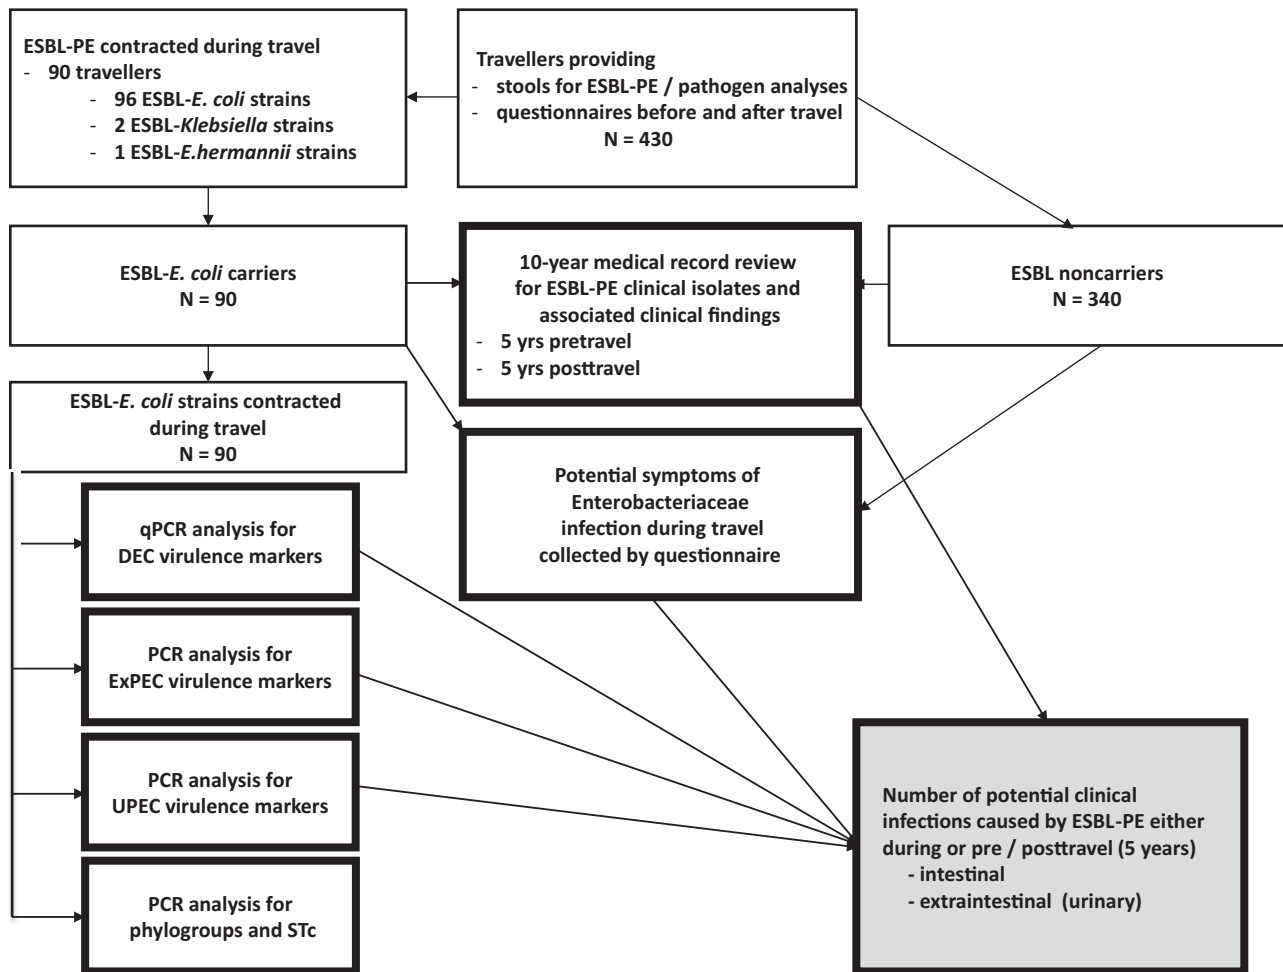 ESBL-PE contracted during travel
- 90 travellers
- 96 ESBL-E. coli strains
- 2 ESBL-Klebsiella strains
- 1 ESBL-E.hermannii strains
Travellers providing
- stools for ESBL-PE / pathogen analyses
- questionnaires before and after travel
N = 430
ESBL-E. coli carriers
N = 90
10-year medical record review
for ESBL-PE clinical isolates and
associated clinical findings
- 5 yrs pretravel
- 5 yrs posttravel
ESBL noncarriers
N = 340
ESBL-E. coli strains contracted
during travel
N = 90
Potential symptoms of
Enterobacteriaceae
infection during travel
collected by questionnaire
qPCR analysis for
DEC virulence markers
PCR analysis for
ExPEC virulence markers
PCR analysis for
UPEC virulence markers
PCR analysis for
phylogroups and STc
Number of potential clinical
infections caused by ESBL-PE either
during or pre / posttravel (5 years)
- intestinal
- extraintestinal (urinary)